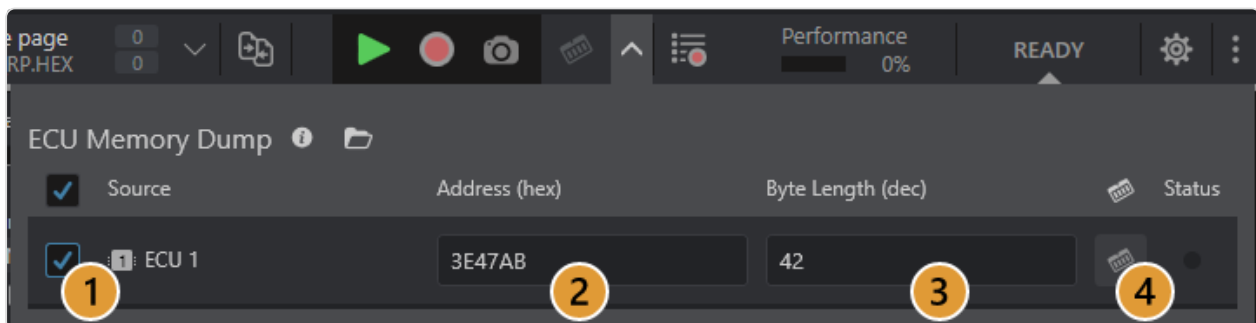 e page
RP.HEX
0
0
Performance
0%
READY
ECU Memory Dump
Source
Address (hex)
Byte Length (dec)
Status
1
ECU 1
3E47AB
42
1
2
3
4